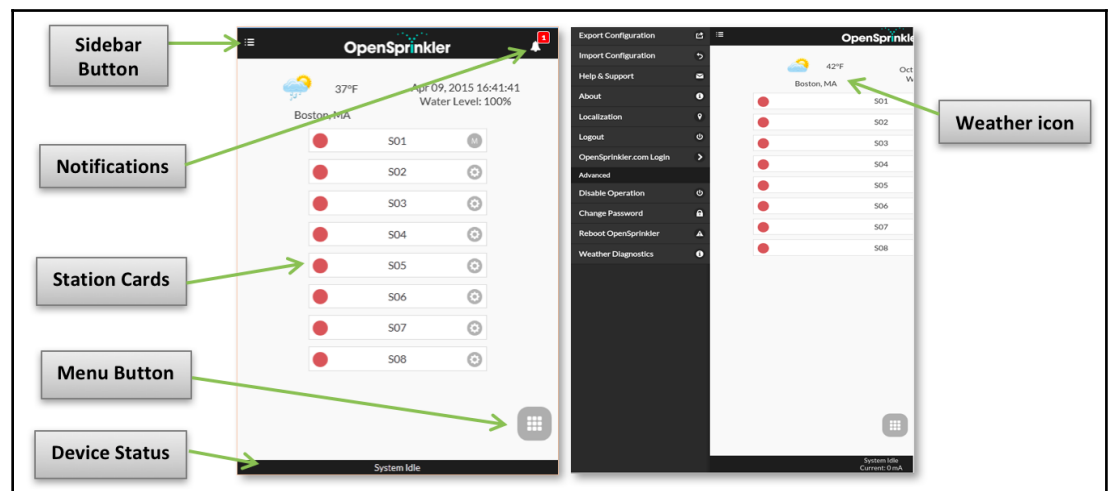 Sidebar
Button
Notifications
Station Cards
Menu Button
Device Status
OpenSprinkler
1
37°F
Apr 09, 2015 16:41:41
Water Level: 100%
Boston, MA
S01
M
S02
S03
S04
S05
S06
S07
S08
System Idle
Export Configuration
Import Configuration
Help & Support
About
Localization
Logout
OpenSprinkler.com Login
Advanced
Disable Operation
Change Password
Reboot OpenSprinkler
Weather Diagnostics
OpenSprinkle
42°F
Oct
W
Boston, MA
S01
S02
S03
S04
S05
S06
S07
S08
System Idle
Current: 0 mA
Weather icon